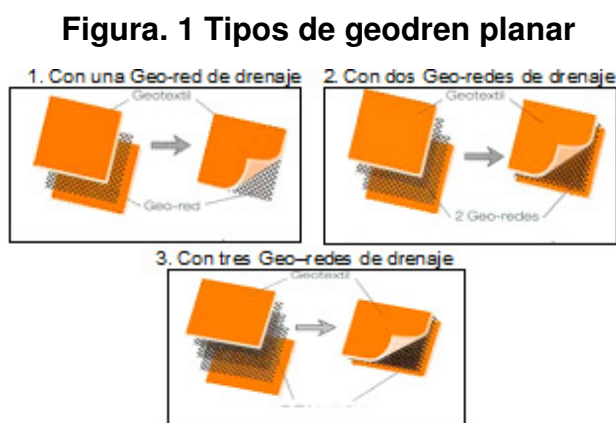 Figura. 1 Tipos de geodren planar
1. Con una Geo-red de drenaje
Geotextil
Geo-red
2. Con dos Geo-redes de drenaje
Geotextil
2 Geo-redes
3. Con tres Geo–redes de drenaje
Geotextil